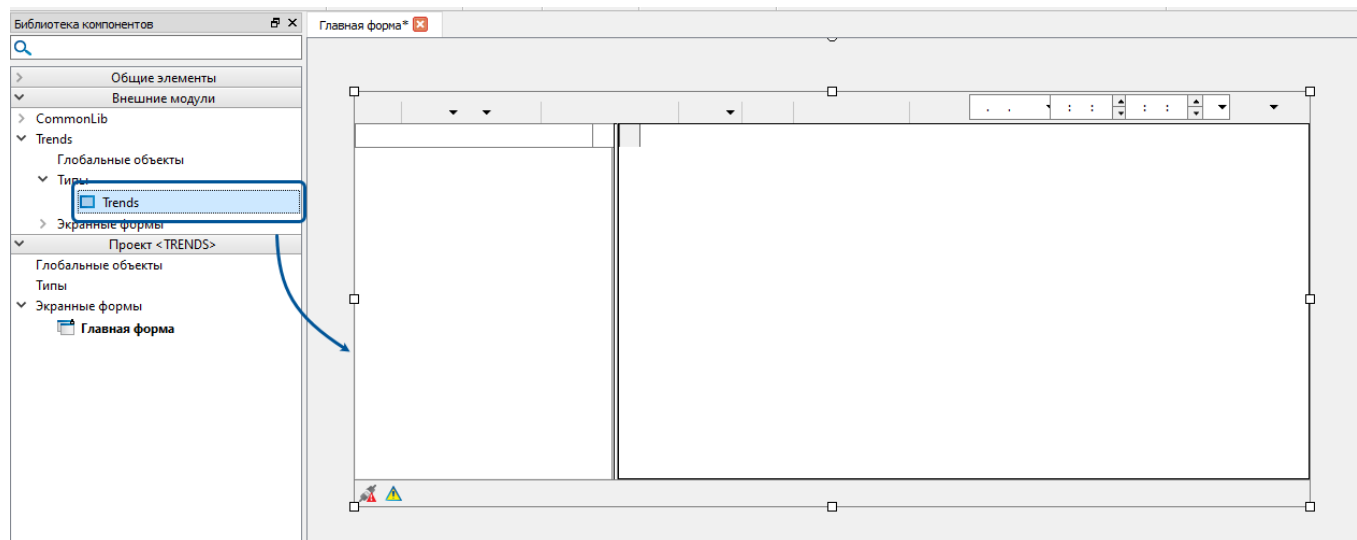 Библиотека компонентов
Главная форма*
Общие элементы
Внешние модули
CommonLib
Trends
Глобальные объекты
Типы
Trends
Экранные формы
Проект <TRENDS>
Глобальные объекты
Типы
Экранные формы
Главная форма
. .
: :
: :